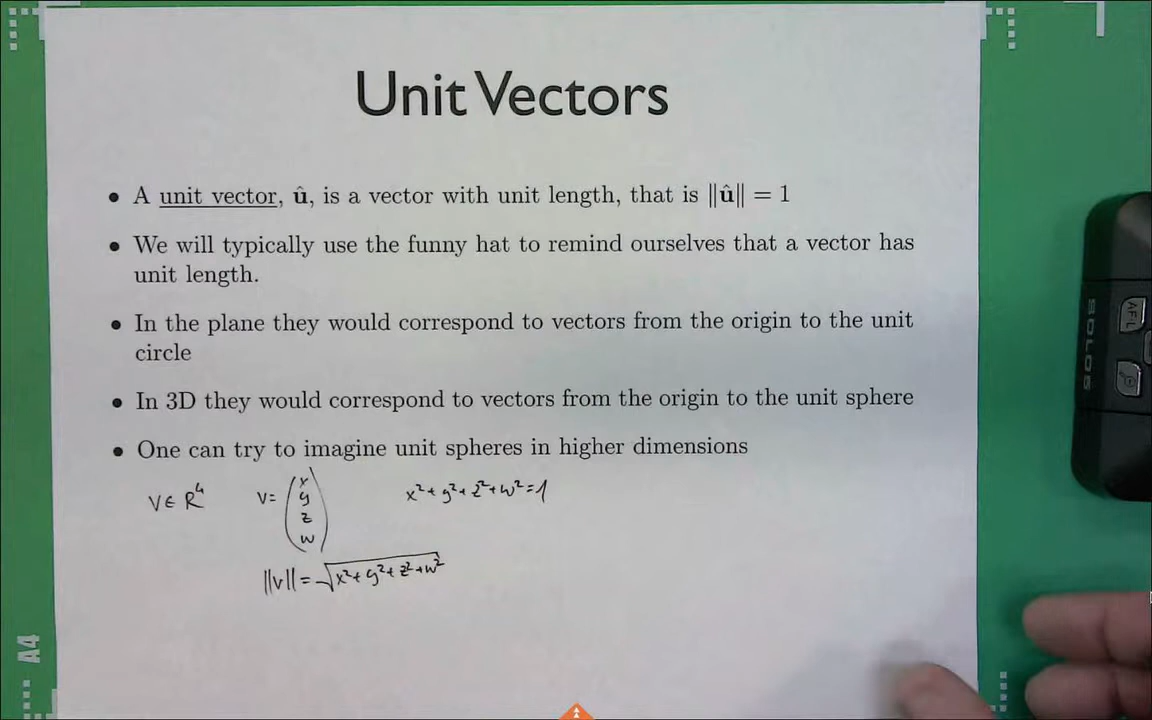 Unit Vectors
• A unit vector, û, is a vector with unit length, that is ||û|| = 1
• We will typically use the funny hat to remind ourselves that a vector has
unit length.
• In the plane they would correspond to vectors from the origin to the unit
circle
• In 3D they would correspond to vectors from the origin to the unit sphere
• One can try to imagine unit spheres in higher dimensions
v ∈ R⁴ v = (x y z w) x²+y²+z²+w²=1
||v|| = √x²+y²+z²+w²
A4
SOLOS
AF-L